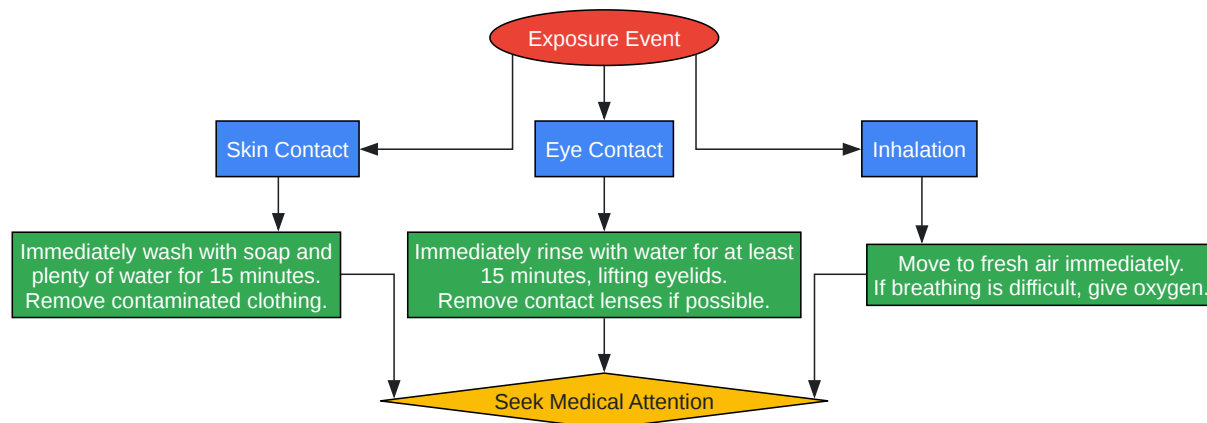 Exposure Event
Skin Contact
Eye Contact
Inhalation
Immediately wash with soap and
plenty of water for 15 minutes.
Remove contaminated clothing.
Immediately rinse with water for at least
15 minutes, lifting eyelids.
Remove contact lenses if possible.
Move to fresh air immediately.
If breathing is difficult, give oxygen.
Seek Medical Attention